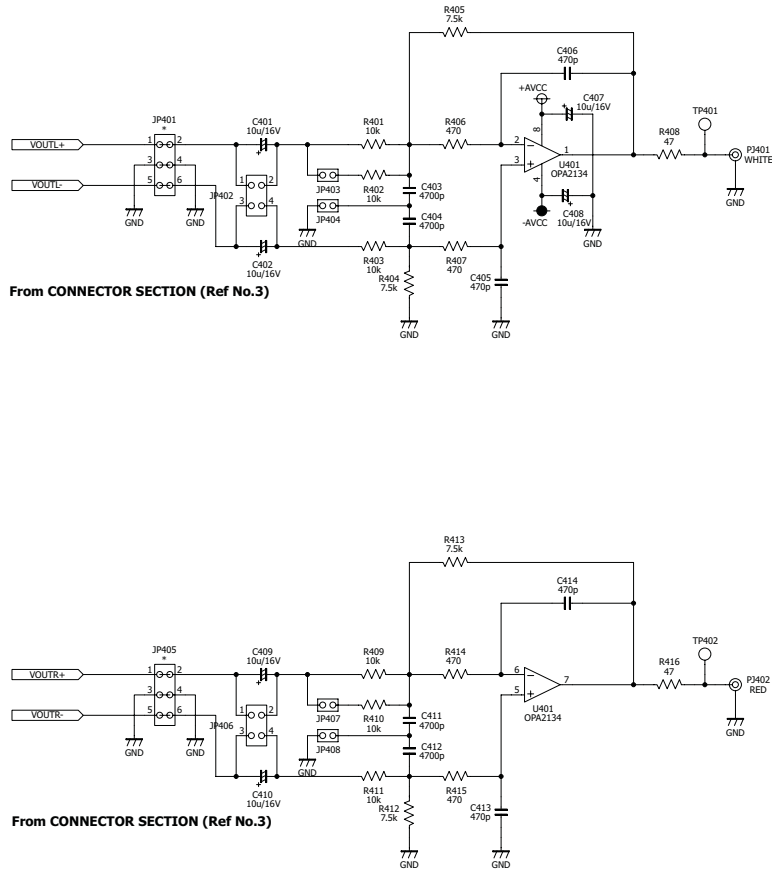 R405
7.5k
C406
470p
+AVCC
C407
10u/16V
TP401
JP401
*
C401
10u/16V
R401
10k
R406
470
R408
47
PJ401
WHITE
VOUTL+
1
2
8
2
1
3
4
JP403
R402
10k
C403
4700p
3
U401
OPA2134
VOUTL-
5
6
JP402
1
2
3
4
JP404
C404
4700p
4
GND
GND
GND
GND
-AVCC
C408
10u/16V
GND
C402
10u/16V
R403
10k
R404
7.5k
R407
470
C405
470p
From CONNECTOR SECTION (Ref No.3)
GND
GND
R413
7.5k
C414
470p
TP402
JP405
*
C409
10u/16V
R409
10k
R414
470
R416
47
PJ402
RED
VOUTR+
1
2
6
7
3
4
JP407
R410
10k
C411
4700p
5
U401
OPA2134
VOUTR-
5
6
JP406
1
2
3
4
JP408
C412
4700p
GND
GND
GND
GND
C410
10u/16V
R411
10k
R412
7.5k
R415
470
C413
470p
From CONNECTOR SECTION (Ref No.3)
GND
GND